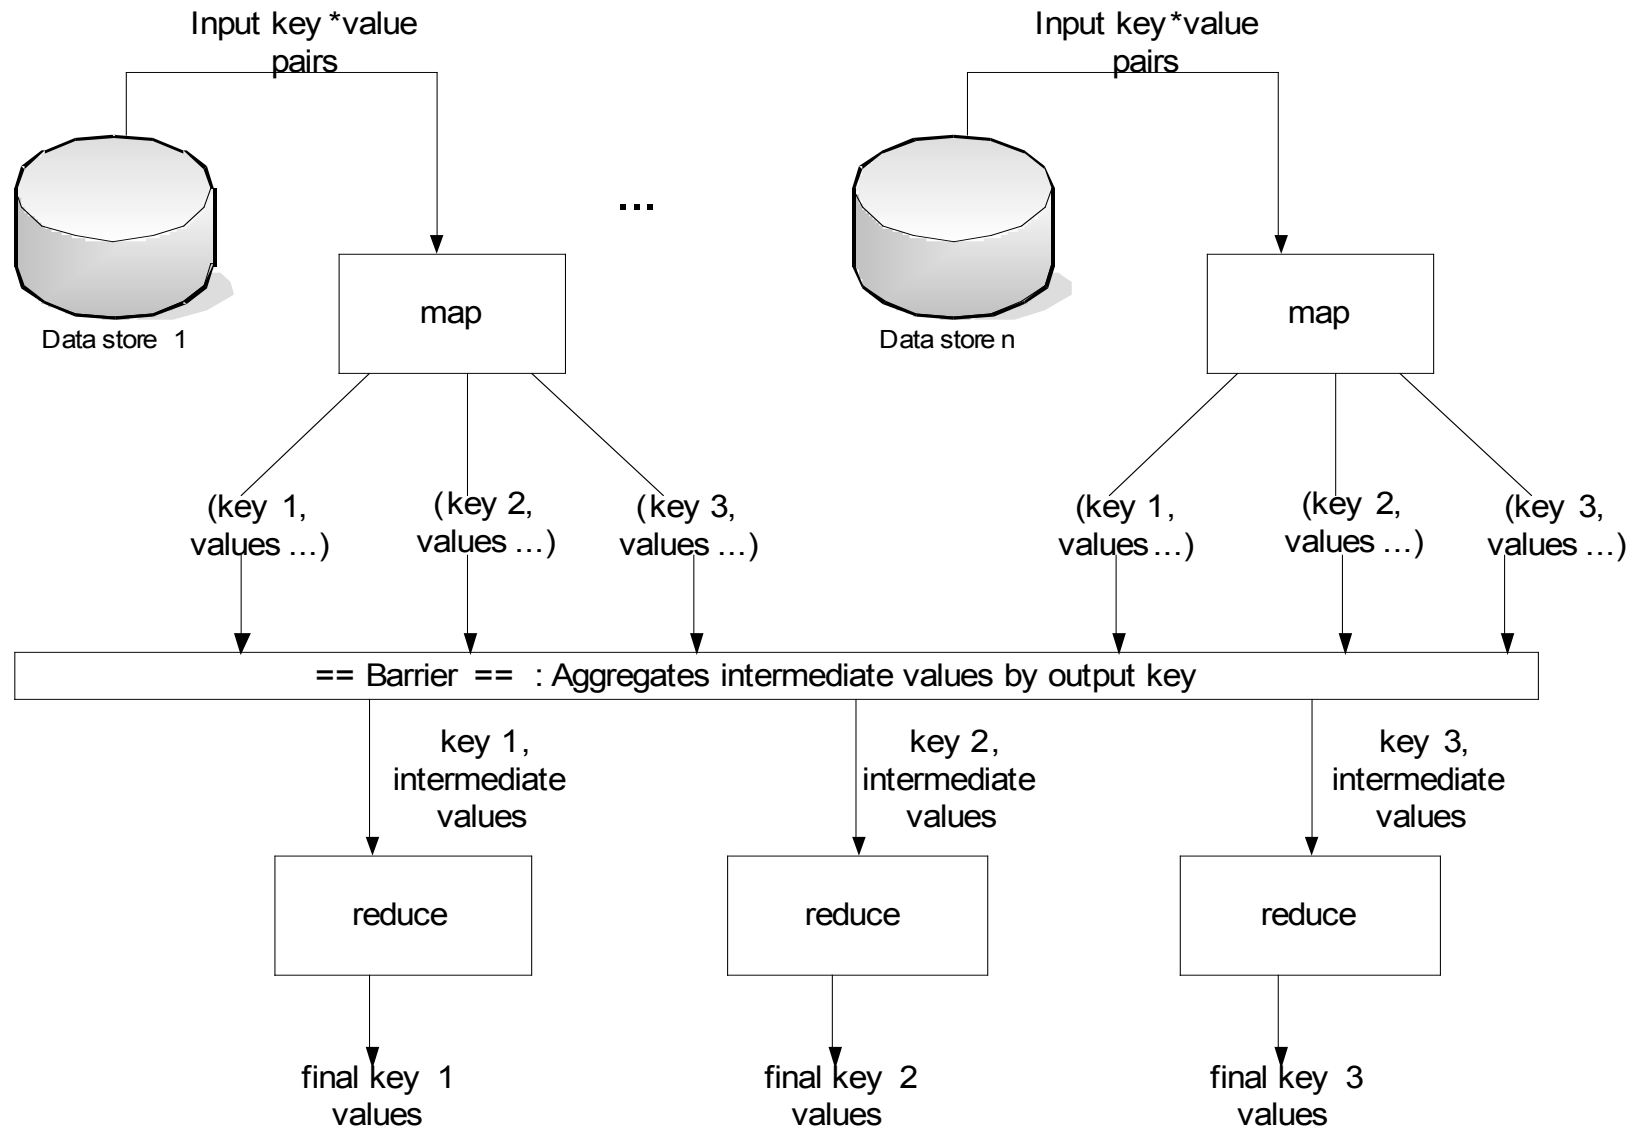 Input key*value
pairs
Input key*value
pairs
...
map
map
Data store 1
Data store n
(key 1,
values ...)
(key 2,
values ...)
(key 3,
values ...)
(key 1,
values ...)
(key 2,
values ...)
(key 3,
values ...)
== Barrier == : Aggregates intermediate values by output key
key 1,
intermediate
values
key 2,
intermediate
values
key 3,
intermediate
values
reduce
reduce
reduce
final key 1
values
final key 2
values
final key 3
values